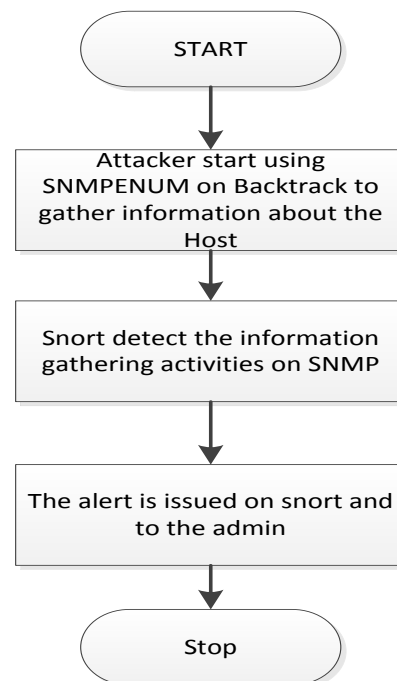 START
Attacker start using
SNMPENUM on Backtrack to
gather information about the
Host
Snort detect the information
gathering activities on SNMP
The alert is issued on snort and
to the admin
Stop